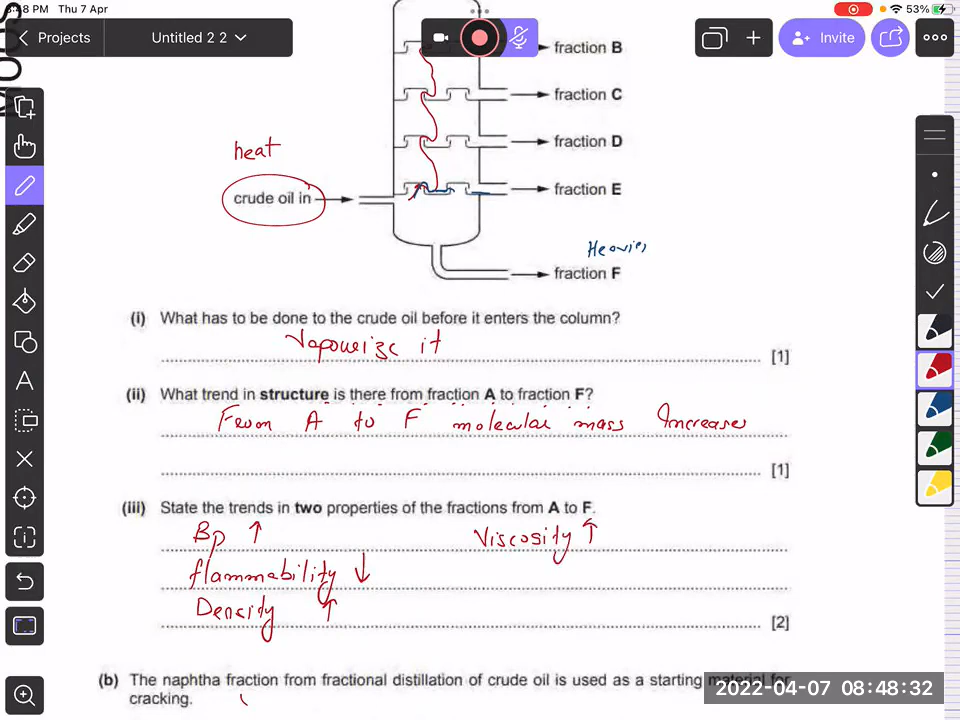 3:48 PM Thu 7 Apr
53%
Projects
Untitled 2 2
Invite
fraction B
fraction C
fraction D
heat
crude oil in
fraction E
Heavier
fraction F
(i) What has to be done to the crude oil before it enters the column?
Vapourize it
[1]
(ii) What trend in structure is there from fraction A to fraction F?
From A to F molecular mass Increases
[1]
(iii) State the trends in two properties of the fractions from A to F.
Bp ↑ Viscosity ↑
flammability ↓
Density ↑
[2]
(b) The naphtha fraction from fractional distillation of crude oil is used as a starting material for
cracking.
2022-04-07 08:48:32